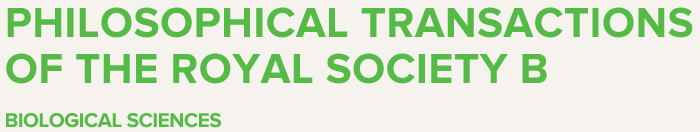 PHILOSOPHICAL TRANSACTIONS
OF THE ROYAL SOCIETY B
BIOLOGICAL SCIENCES